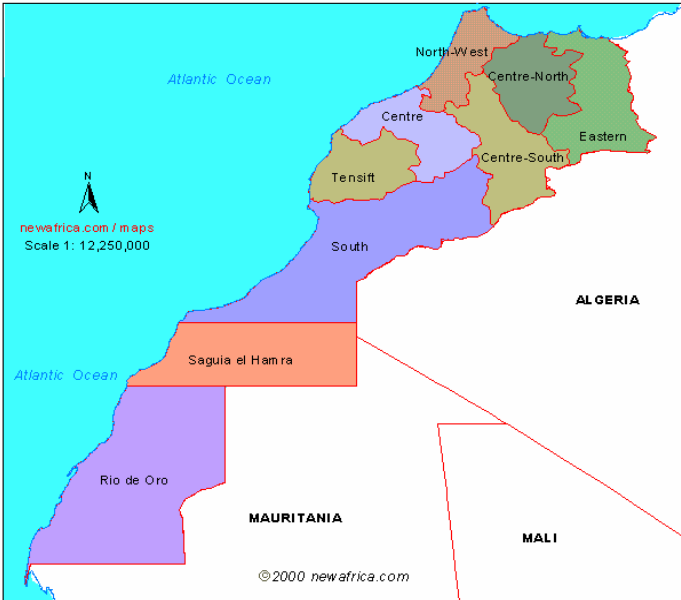 North-West
Centre-North
Atlantic Ocean
Centre
Eastern
Centre-South
Tensift
N
newafrica.com / maps
Scale 1: 12,250,000
South
ALGERIA
Saguia el Hamra
Atlantic Ocean
Rio de Oro
MAURITANIA
MALI
©2000 newafrica.com